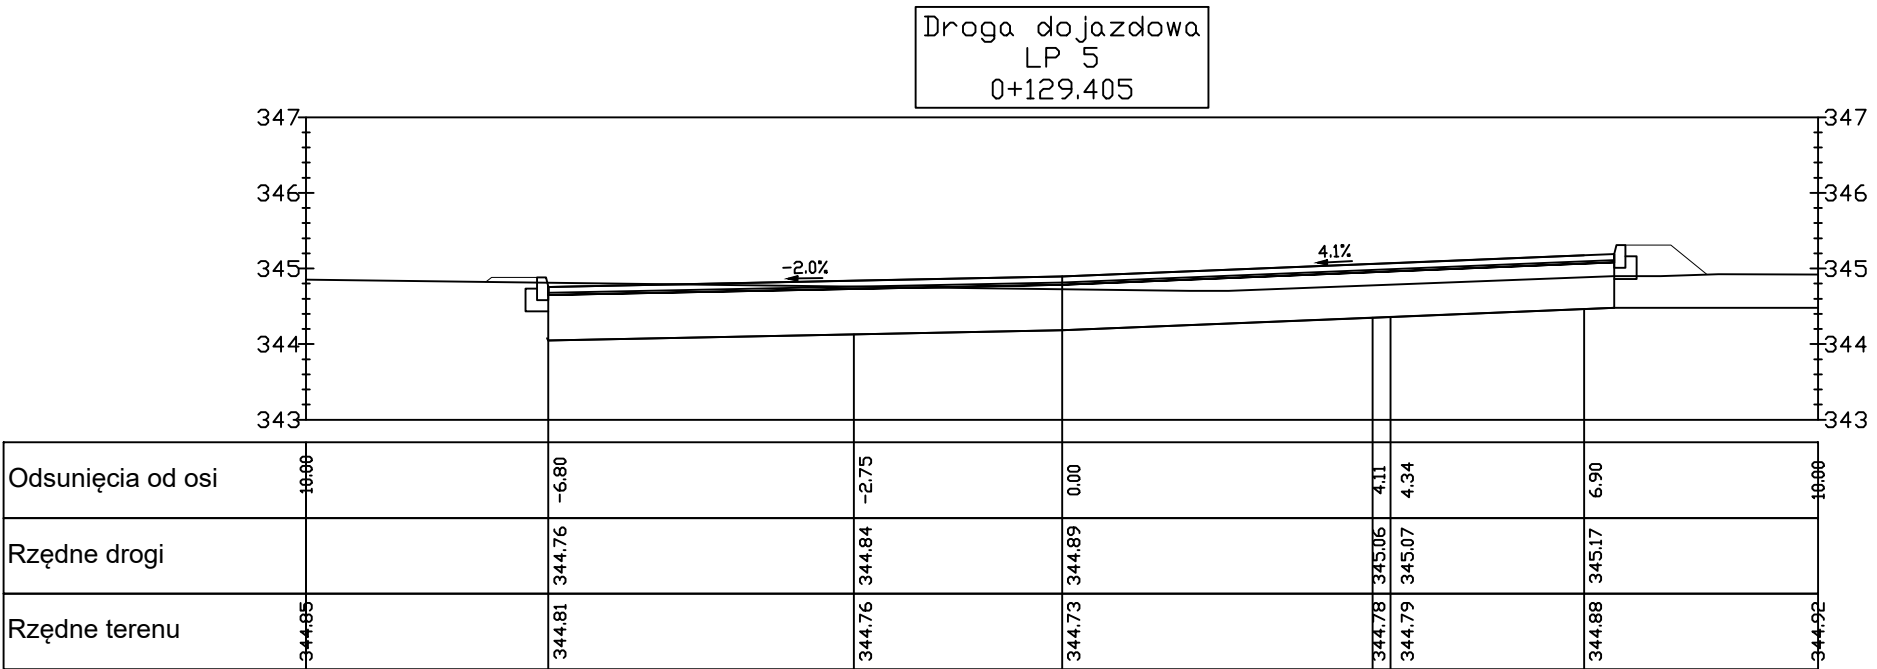 Droga dojazdowa
LP 5
0+129.405
347 347
346 346
345 345
344 344
343 343
-2.0% 4.1%
Odsunięcia od osi 10.00 -6.80 -2.75 0.00 4.11 4.34 6.90 10.00
Rzędne drogi 344.76 344.84 344.89 345.06 345.07 345.17
Rzędne terenu 344.85 344.81 344.76 344.73 344.78 344.79 344.88 344.92